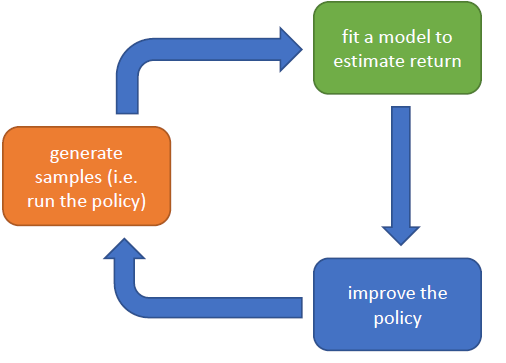 fit a model to
estimate return
generate
samples (i.e.
run the policy)
improve the
policy